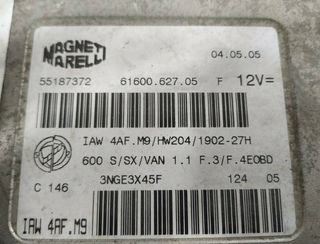 MAGNETI
MARELLI
04.05.05
55187372 61600.627.05 F 12V=
IAW 4AF.M9/HW204/1902-27H
600 S/SX/VAN 1.1 F.3/F.4EOBD
C 146 3NGE3X45F 124 05
IAW 4AF.M9